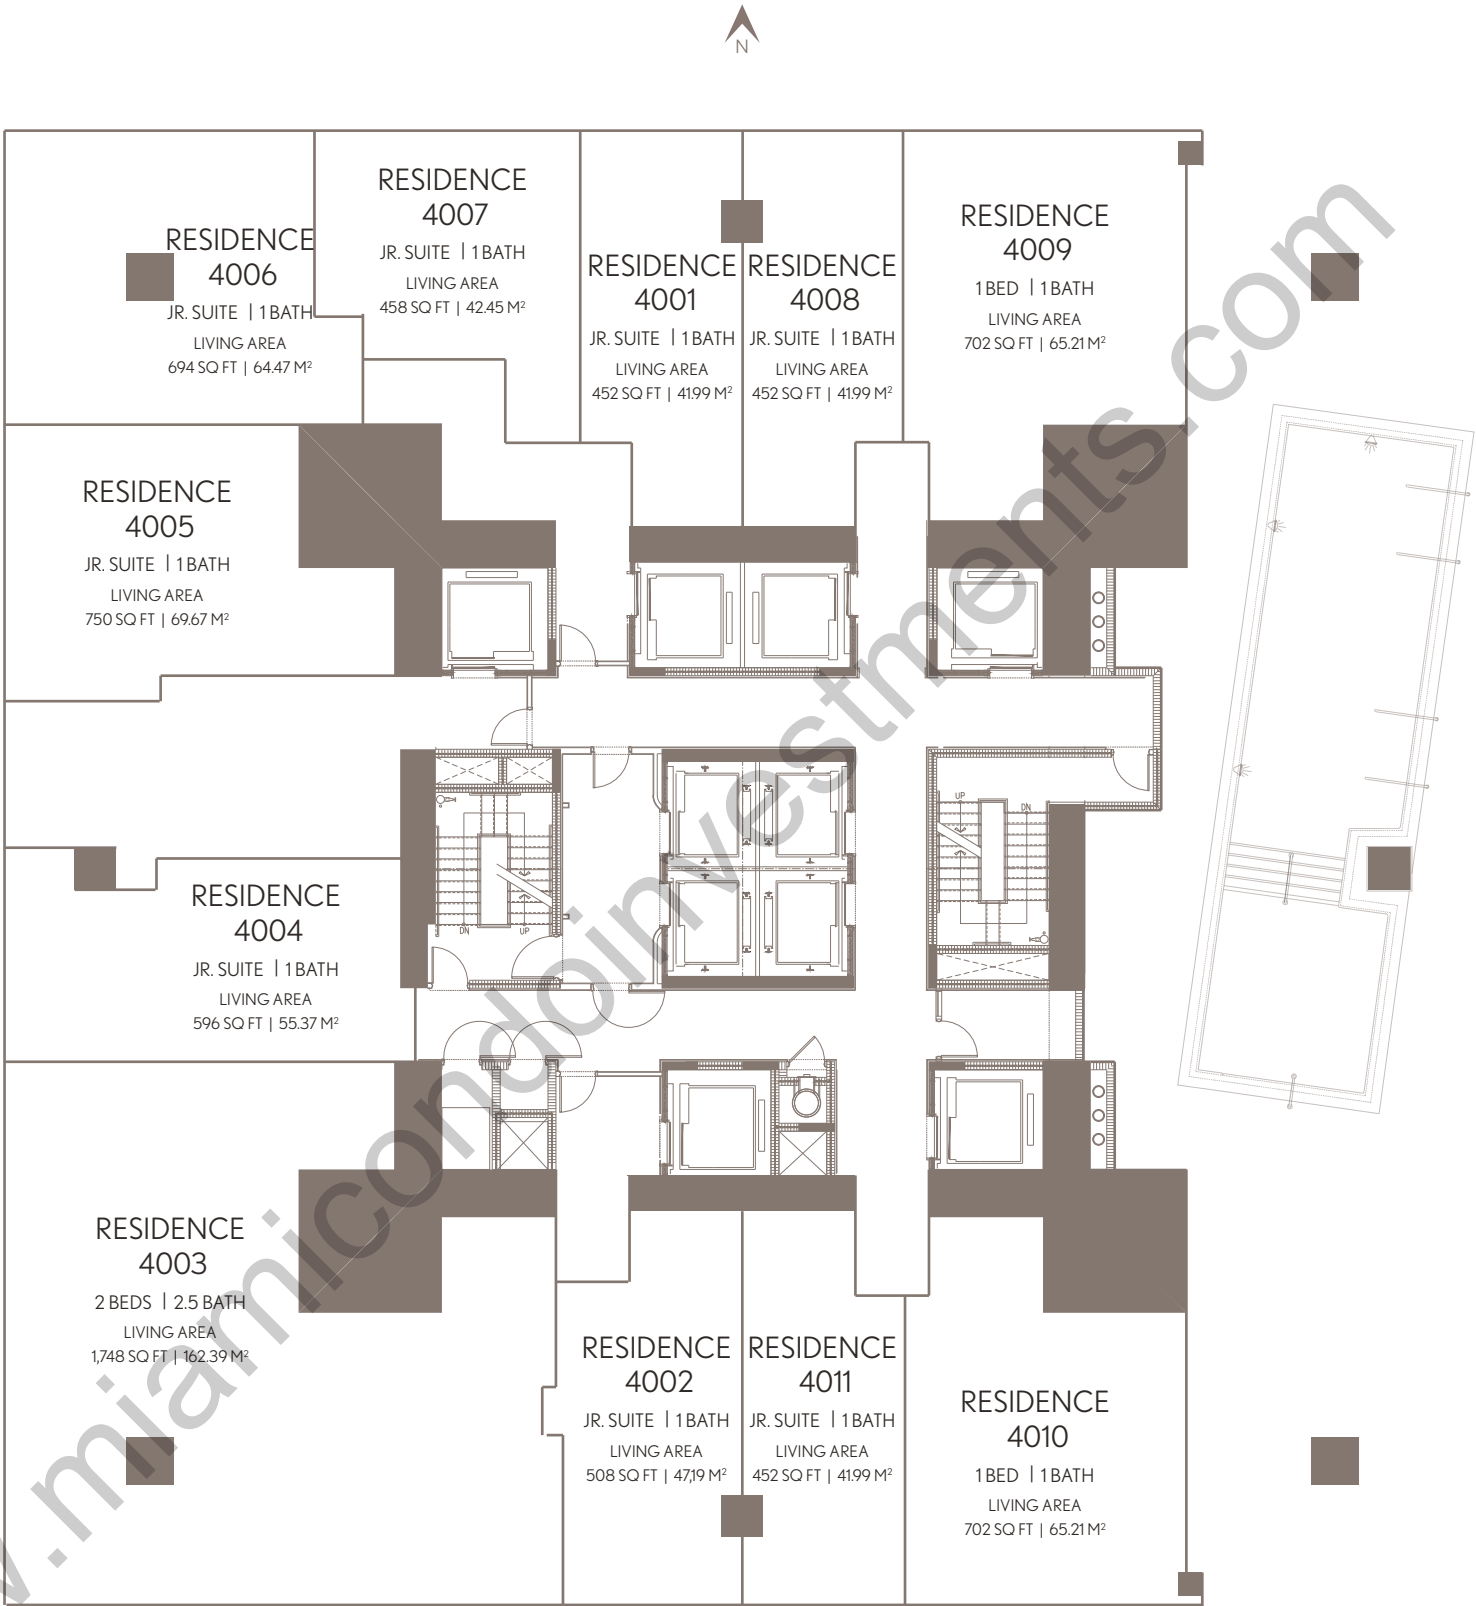 N
RESIDENCE
4007
JR. SUITE | 1 BATH
LIVING AREA
458 SQ FT | 42.45 M²
RESIDENCE
4006
JR. SUITE | 1 BATH
LIVING AREA
694 SQ FT | 64.47 M²
RESIDENCE
4001
JR. SUITE | 1 BATH
LIVING AREA
452 SQ FT | 41.99 M²
RESIDENCE
4008
JR. SUITE | 1 BATH
LIVING AREA
452 SQ FT | 41.99 M²
RESIDENCE
4009
1 BED | 1 BATH
LIVING AREA
702 SQ FT | 65.21 M²
RESIDENCE
4005
JR. SUITE | 1 BATH
LIVING AREA
750 SQ FT | 69.67 M²
UP
DN
DN
UP
RESIDENCE
4004
JR. SUITE | 1 BATH
LIVING AREA
596 SQ FT | 55.37 M²
RESIDENCE
4003
2 BEDS | 2.5 BATH
LIVING AREA
1,748 SQ FT | 162.39 M²
RESIDENCE
4002
JR. SUITE | 1 BATH
LIVING AREA
508 SQ FT | 47,19 M²
RESIDENCE
4011
JR. SUITE | 1 BATH
LIVING AREA
452 SQ FT | 41.99 M²
RESIDENCE
4010
1 BED | 1 BATH
LIVING AREA
702 SQ FT | 65.21 M²
.miamicondoinvestments.com